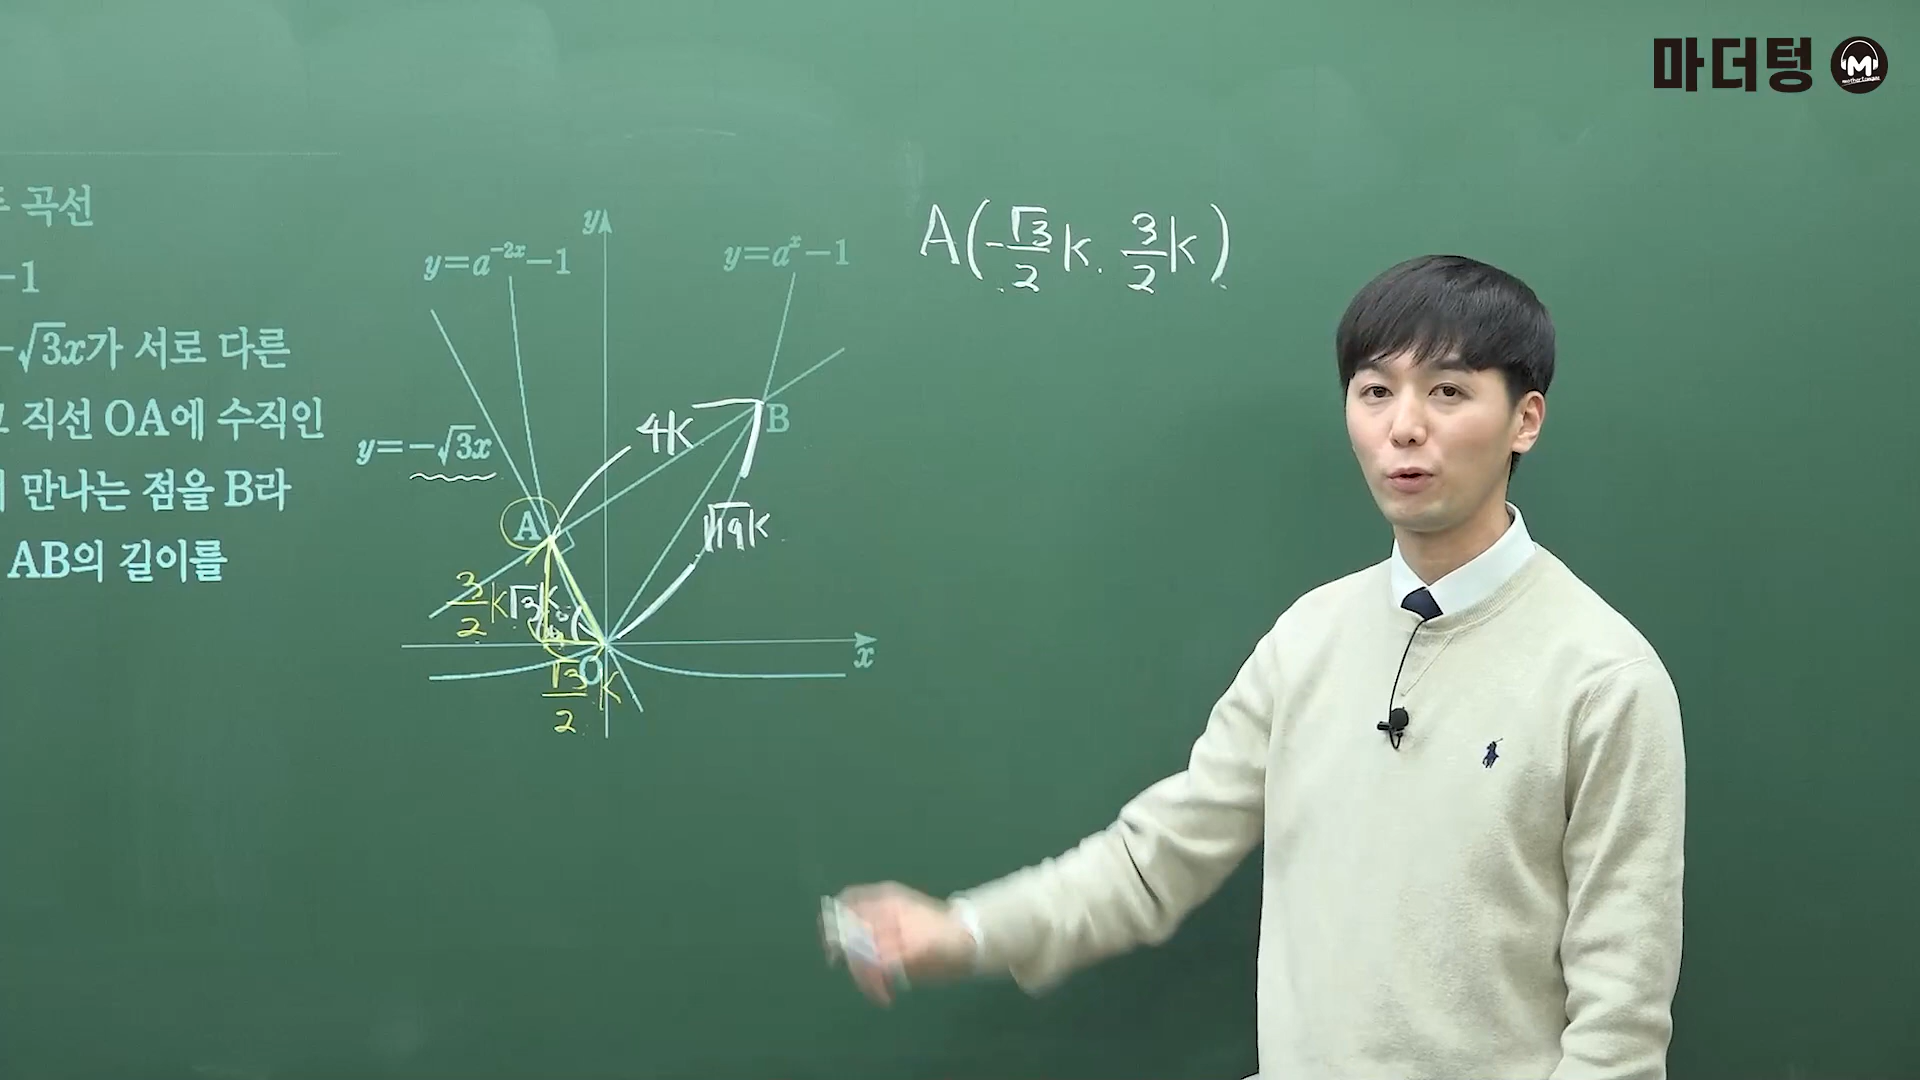 마더텅
곡선
-1
-√3x가 서로 다른
직선 OA에 수직인
만나는 점을 B라
AB의 길이를
y
y=a^{-2x}-1
y=a^x-1
y=-√3x
A
B
4k
√19k
3/2 k
√3k
O
x
√3/2 k
A(-√3/2 k, 3/2 k)